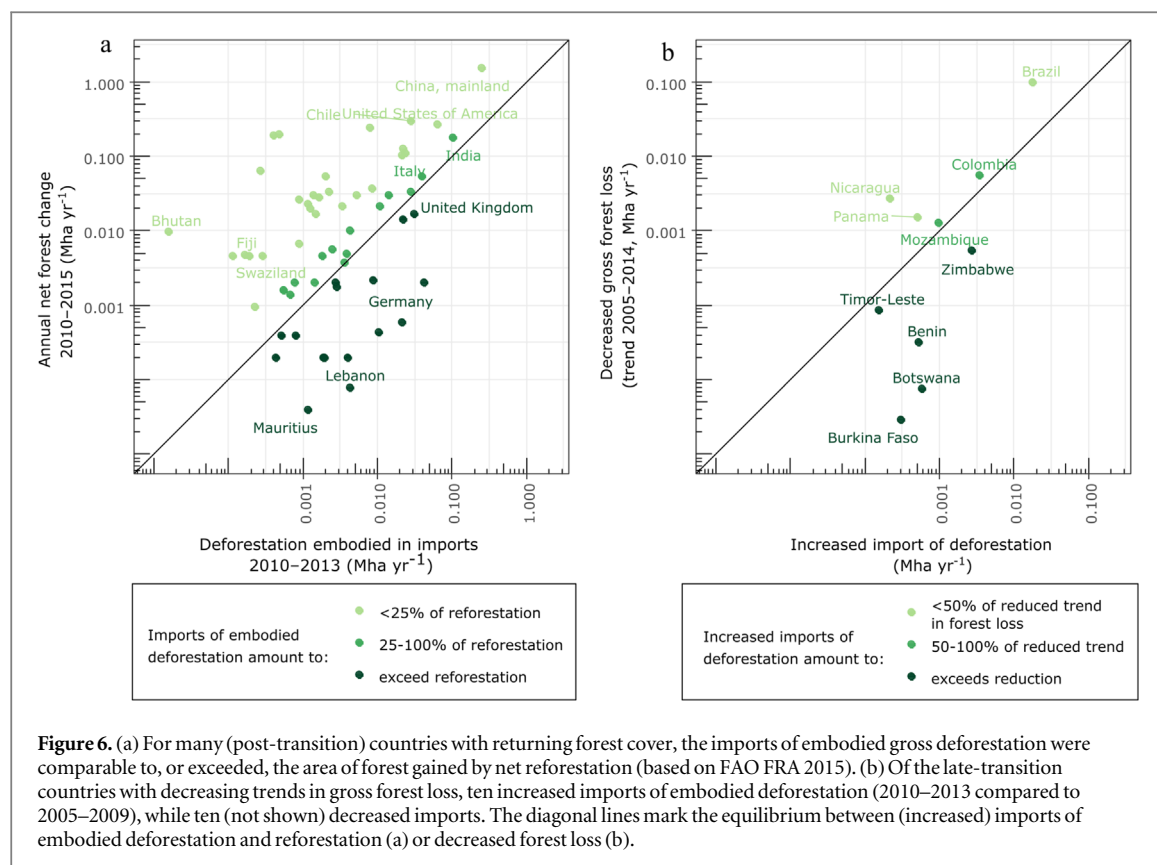 a
Annual net forest change
2010–2015 (Mha yr⁻¹)
1.000
0.100
0.010
0.001
China, mainland
Chile
United States of America
India
Italy
United Kingdom
Bhutan
Fiji
Swaziland
Germany
Lebanon
Mauritius
0.001
0.010
0.100
1.000
Deforestation embodied in imports
2010–2013 (Mha yr⁻¹)
Imports of embodied
deforestation amount to:
<25% of reforestation
25-100% of reforestation
exceed reforestation
b
Decreased gross forest loss
(trend 2005–2014, Mha yr⁻¹)
0.100
0.010
0.001
Brazil
Colombia
Nicaragua
Panama
Mozambique
Zimbabwe
Timor-Leste
Benin
Botswana
Burkina Faso
0.001
0.010
Increased import of deforestation
(Mha yr⁻¹)
Increased imports of
deforestation amount to:
<50% of reduced trend
in forest loss
50-100% of reduced trend
exceeds reduction
Figure 6. (a) For many (post-transition) countries with returning forest cover, the imports of embodied gross deforestation were
comparable to, or exceeded, the area of forest gained by net reforestation (based on FAO FRA 2015). (b) Of the late-transition
countries with decreasing trends in gross forest loss, ten increased imports of embodied deforestation (2010–2013 compared to
2005–2009), while ten (not shown) decreased imports. The diagonal lines mark the equilibrium between (increased) imports of
embodied deforestation and reforestation (a) or decreased forest loss (b).